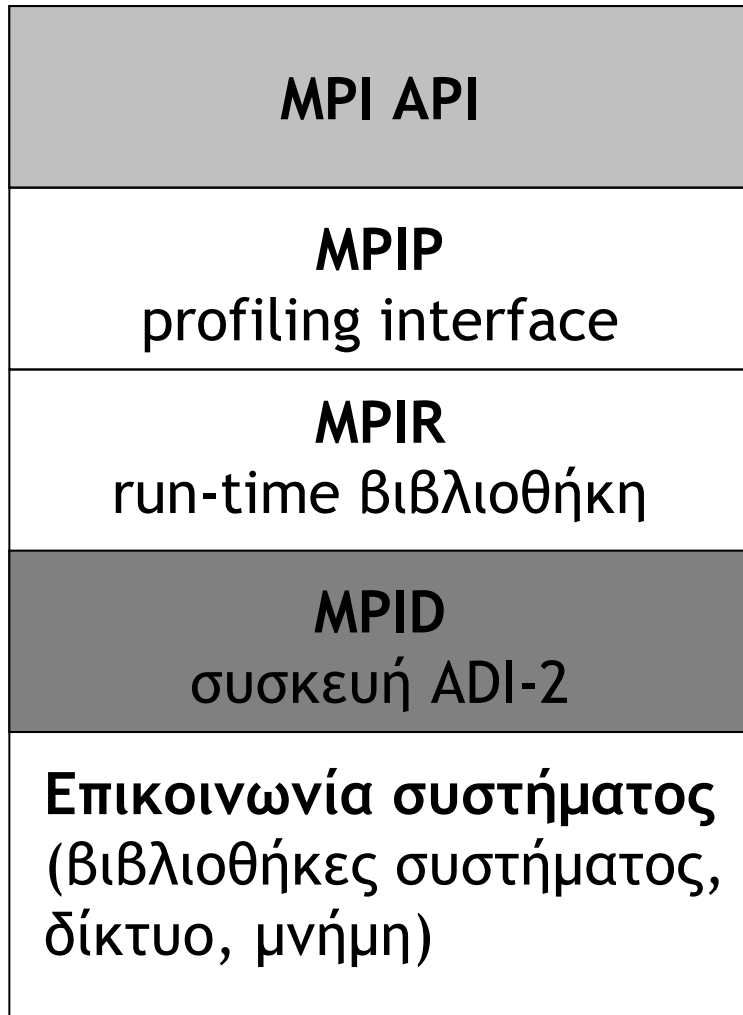 MPI API
MPIP
profiling interface
MPIR
run-time βιβλιοθήκη
MPID
συσκευή ADI-2
Επικοινωνία συστήματος
(βιβλιοθήκες συστήματος,
δίκτυο, μνήμη)